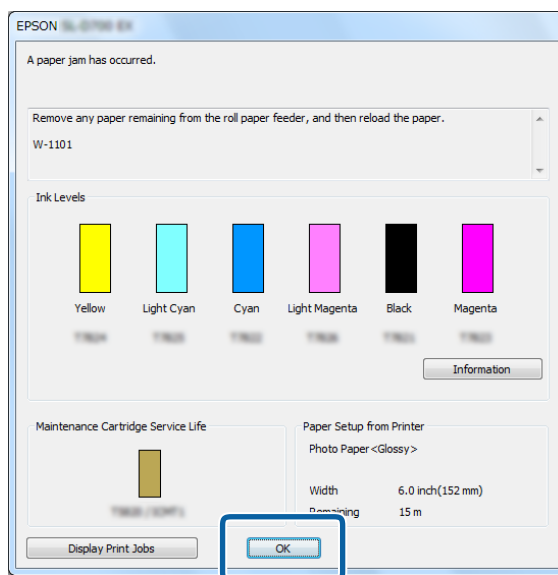 EPSON
A paper jam has occurred.
Remove any paper remaining from the roll paper feeder, and then reload the paper.
W-1101
Ink Levels
Yellow Light Cyan Cyan Light Magenta Black Magenta
Information
Maintenance Cartridge Service Life
Paper Setup from Printer
Photo Paper<Glossy>
Width 6.0 inch(152 mm)
Remaining 15 m
Display Print Jobs OK